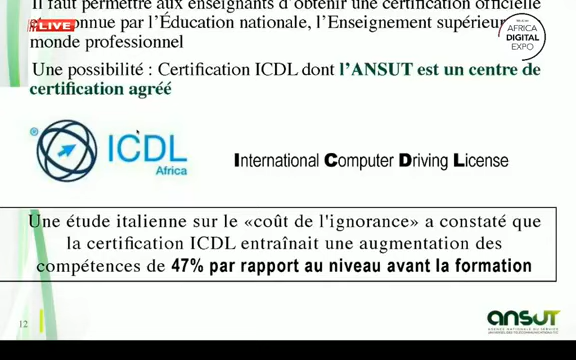 Il faut permettre aux enseignants d'obtenir une certification officielle
LIVE
connue par l'Éducation nationale, l'Enseignement supérieur
monde professionnel
AFRICA
DIGITAL
EXPO
Une possibilité : Certification ICDL dont l'ANSUT est un centre de
certification agréé
® ICDL
Africa
International Computer Driving License
Une étude italienne sur le «coût de l'ignorance» a constaté que
la certification ICDL entraînait une augmentation des
compétences de 47% par rapport au niveau avant la formation
12
ansut